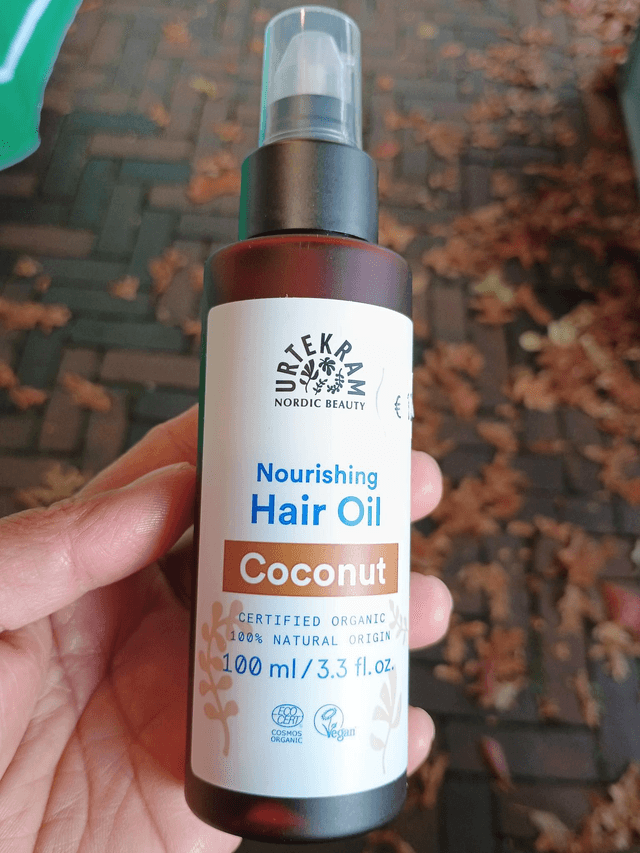 URTEKRAM
NORDIC BEAUTY
€
Nourishing
Hair Oil
Coconut
CERTIFIED ORGANIC
100% NATURAL ORIGIN
100 ml/3.3 fl.oz.
ECO
CERT
COSMOS
ORGANIC
Vegan